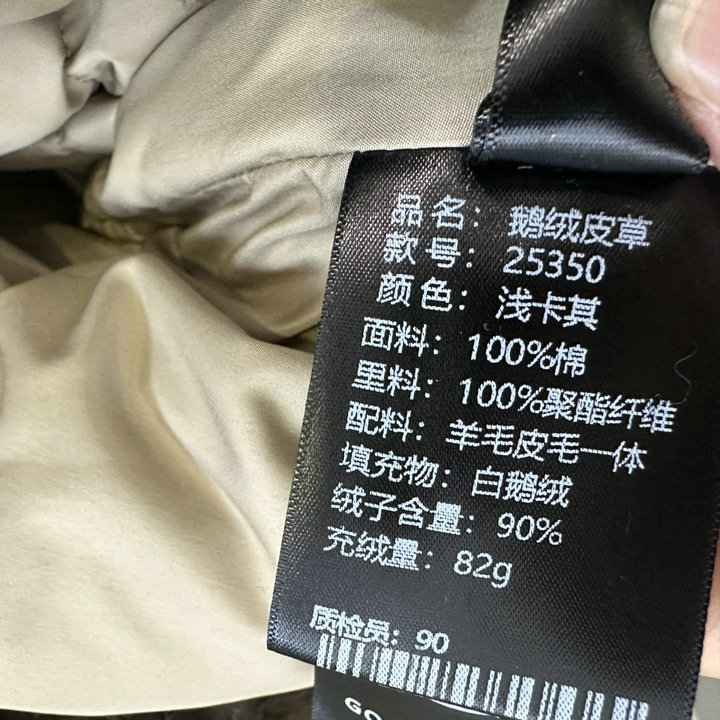 品名：鹅绒皮草
款号：25350
颜色：浅卡其
面料：100%棉
里料：100%聚酯纤维
配料：羊毛皮毛一体
填充物：白鹅绒
绒子含量：90%
充绒量：82g
质检员：90
GO